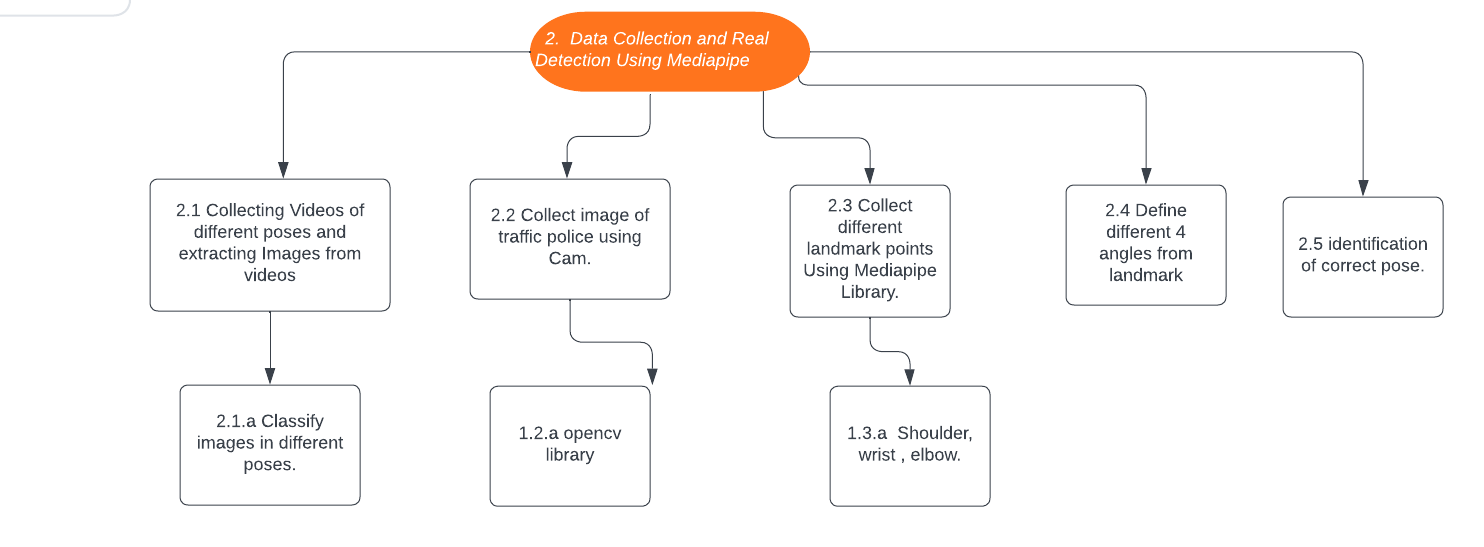 2. Data Collection and Real
Detection Using Mediapipe
2.1 Collecting Videos of
different poses and
extracting Images from
videos
2.2 Collect image of
traffic police using
Cam.
2.3 Collect
different
landmark points
Using Mediapipe
Library.
2.4 Define
different 4
angles from
landmark
2.5 identification
of correct pose.
2.1.a Classify
images in different
poses.
1.2.a opencv
library
1.3.a Shoulder,
wrist , elbow.